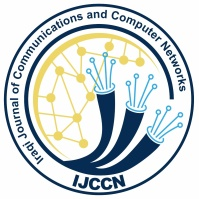 Iraqi Journal of Communications and Computer Networks
IJCCN